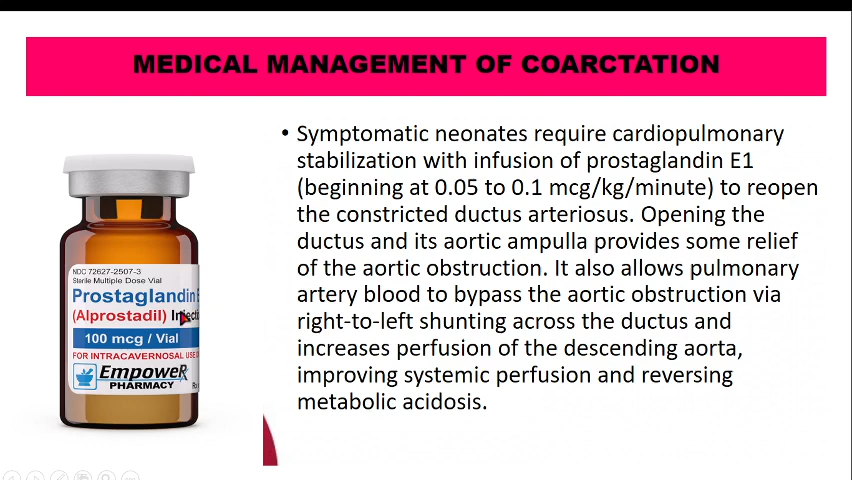 MEDICAL MANAGEMENT OF COARCTATION
• Symptomatic neonates require cardiopulmonary
stabilization with infusion of prostaglandin E1
(beginning at 0.05 to 0.1 mcg/kg/minute) to reopen
the constricted ductus arteriosus. Opening the
ductus and its aortic ampulla provides some relief
of the aortic obstruction. It also allows pulmonary
artery blood to bypass the aortic obstruction via
right-to-left shunting across the ductus and
increases perfusion of the descending aorta,
improving systemic perfusion and reversing
metabolic acidosis.
NDC 72627-2507-3
Sterile Multiple Dose Vial
Prostaglandin
(Alprostadil)
100 mcg / Vial
FOR INTRACAVERNOSAL USE
EmpoweR
PHARMACY